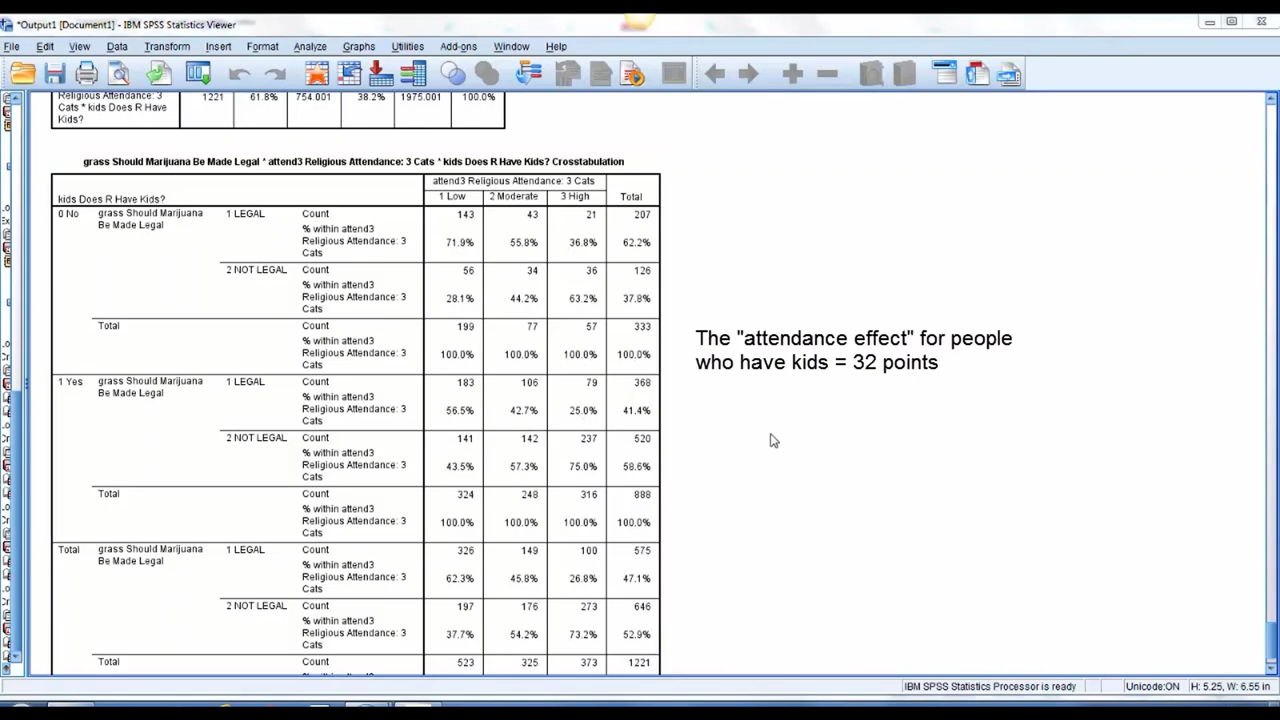 *Output1 [Document1] - IBM SPSS Statistics Viewer
File Edit View Data Transform Insert Format Analyze Graphs Utilities Add-ons Window Help
Religious Attendance: 3 1221 61.8% 754.001 38.2% 1975.001 100.0%
Cats * kids Does R Have
Kids?
grass Should Marijuana Be Made Legal * attend3 Religious Attendance: 3 Cats * kids Does R Have Kids? Crosstabulation
attend3 Religious Attendance: 3 Cats
kids Does R Have Kids? 1 Low 2 Moderate 3 High Total
0 No grass Should Marijuana 1 LEGAL Count 143 43 21 207
Be Made Legal
% within attend3
Religious Attendance: 3 71.9% 55.8% 36.8% 62.2%
Cats
2 NOT LEGAL Count 56 34 36 126
% within attend3
Religious Attendance: 3 28.1% 44.2% 63.2% 37.8%
Cats
Total Count 199 77 57 333
% within attend3
Religious Attendance: 3 100.0% 100.0% 100.0% 100.0%
Cats
1 Yes grass Should Marijuana 1 LEGAL Count 183 106 79 368
Be Made Legal
% within attend3
Religious Attendance: 3 56.5% 42.7% 25.0% 41.4%
Cats
2 NOT LEGAL Count 141 142 237 520
% within attend3
Religious Attendance: 3 43.5% 57.3% 75.0% 58.6%
Cats
Total Count 324 248 316 888
% within attend3
Religious Attendance: 3 100.0% 100.0% 100.0% 100.0%
Cats
Total grass Should Marijuana 1 LEGAL Count 326 149 100 575
Be Made Legal
% within attend3
Religious Attendance: 3 62.3% 45.8% 26.8% 47.1%
Cats
2 NOT LEGAL Count 197 176 273 646
% within attend3
Religious Attendance: 3 37.7% 54.2% 73.2% 52.9%
Cats
Total Count 523 325 373 1221
The "attendance effect" for people
who have kids = 32 points
IBM SPSS Statistics Processor is ready Unicode:ON H: 5.25, W: 6.55 in